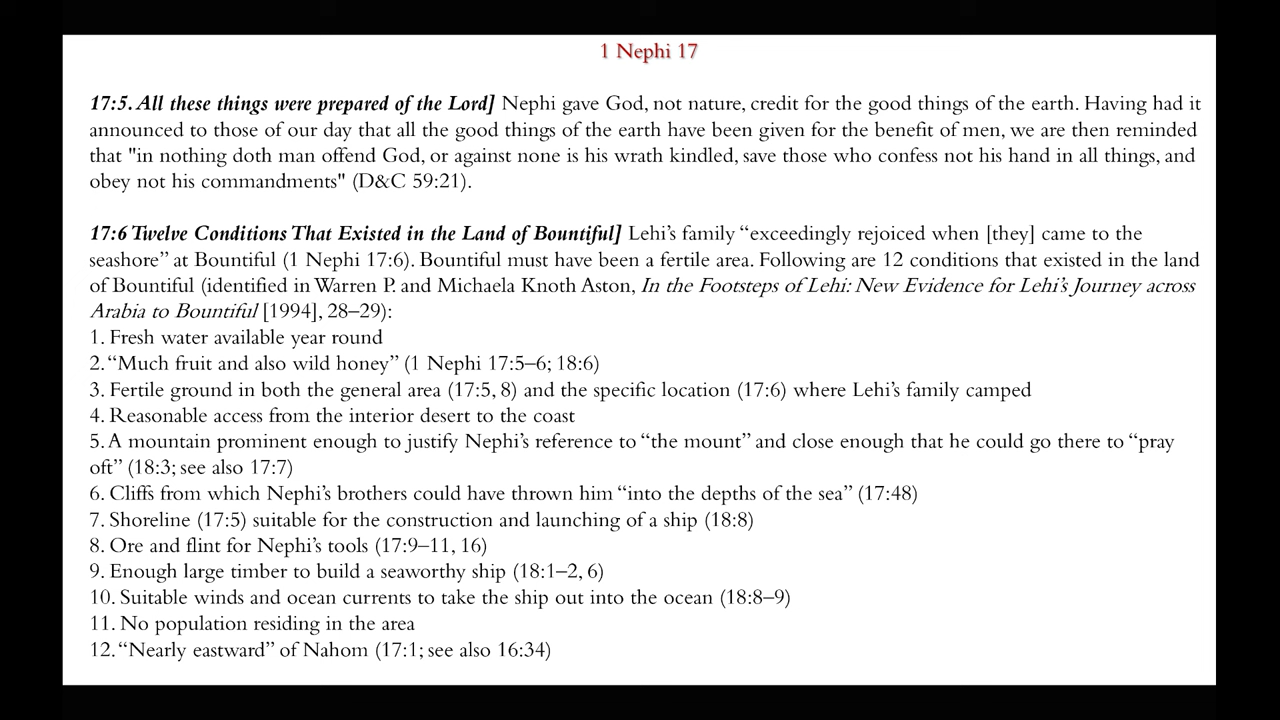 1 Nephi 17
17:5. All these things were prepared of the Lord] Nephi gave God, not nature, credit for the good things of the earth. Having had it
announced to those of our day that all the good things of the earth have been given for the benefit of men, we are then reminded
that "in nothing doth man offend God, or against none is his wrath kindled, save those who confess not his hand in all things, and
obey not his commandments" (D&C 59:21).
17:6 Twelve Conditions That Existed in the Land of Bountiful] Lehi’s family “exceedingly rejoiced when [they] came to the
seashore” at Bountiful (1 Nephi 17:6). Bountiful must have been a fertile area. Following are 12 conditions that existed in the land
of Bountiful (identified in Warren P. and Michaela Knoth Aston, In the Footsteps of Lehi: New Evidence for Lehi’s Journey across
Arabia to Bountiful [1994], 28–29):
1. Fresh water available year round
2. “Much fruit and also wild honey” (1 Nephi 17:5–6; 18:6)
3. Fertile ground in both the general area (17:5, 8) and the specific location (17:6) where Lehi’s family camped
4. Reasonable access from the interior desert to the coast
5. A mountain prominent enough to justify Nephi’s reference to “the mount” and close enough that he could go there to “pray
oft” (18:3; see also 17:7)
6. Cliffs from which Nephi’s brothers could have thrown him “into the depths of the sea” (17:48)
7. Shoreline (17:5) suitable for the construction and launching of a ship (18:8)
8. Ore and flint for Nephi’s tools (17:9–11, 16)
9. Enough large timber to build a seaworthy ship (18:1–2, 6)
10. Suitable winds and ocean currents to take the ship out into the ocean (18:8–9)
11. No population residing in the area
12. “Nearly eastward” of Nahom (17:1; see also 16:34)